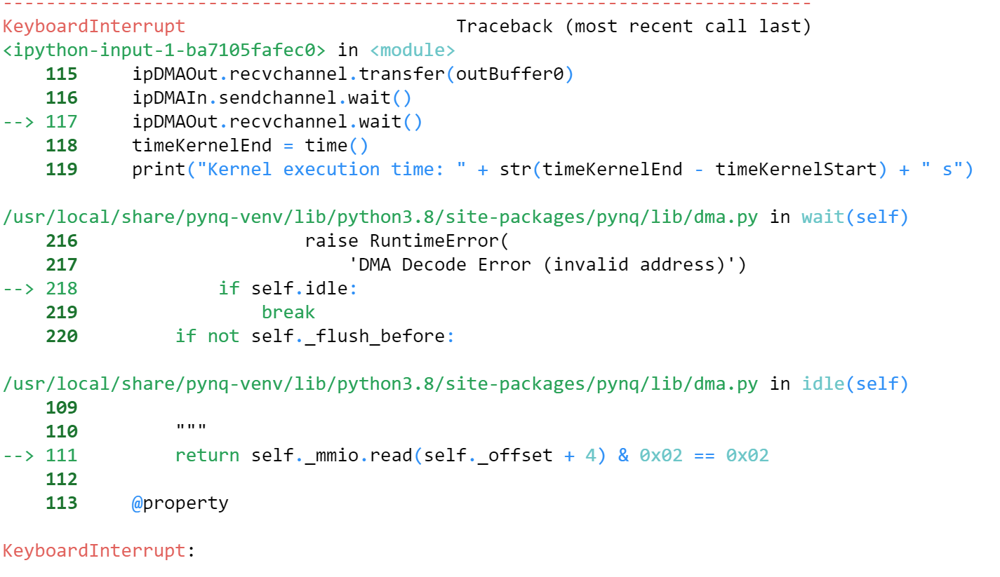 ---------------------------------------------------------------------------
KeyboardInterrupt                         Traceback (most recent call last)
<ipython-input-1-ba7105fafec0> in <module>
    115     ipDMAOut.recvchannel.transfer(outBuffer0)
    116     ipDMAIn.sendchannel.wait()
--> 117     ipDMAOut.recvchannel.wait()
    118     timeKernelEnd = time()
    119     print("Kernel execution time: " + str(timeKernelEnd - timeKernelStart) + " s")

/usr/local/share/pynq-venv/lib/python3.8/site-packages/pynq/lib/dma.py in wait(self)
    216                     raise RuntimeError(
    217                         'DMA Decode Error (invalid address)')
--> 218             if self.idle:
    219                 break
    220         if not self._flush_before:

/usr/local/share/pynq-venv/lib/python3.8/site-packages/pynq/lib/dma.py in idle(self)
    109
    110         """
--> 111         return self._mmio.read(self._offset + 4) & 0x02 == 0x02
    112
    113     @property

KeyboardInterrupt: